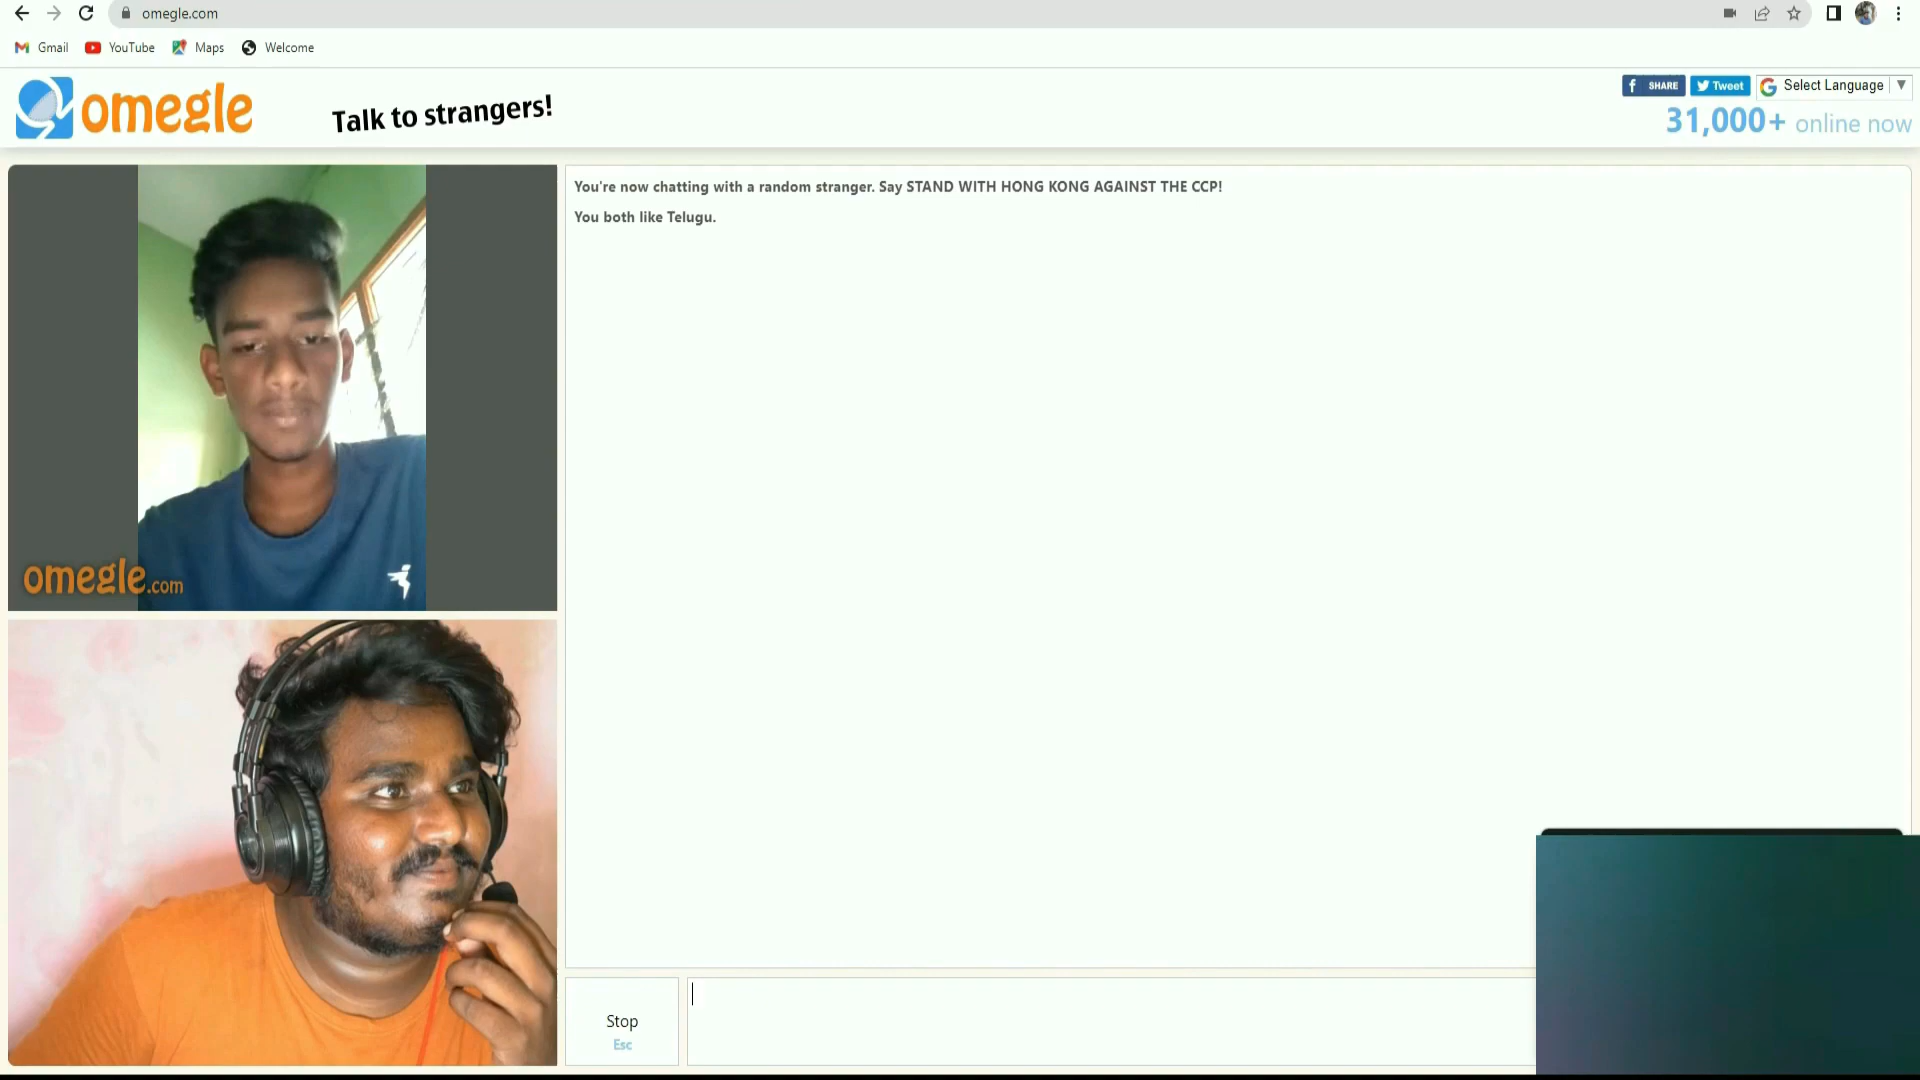 omegle.com
Gmail YouTube Maps Welcome
omegle
Talk to strangers!
f SHARE Tweet G Select Language ▼
31,000+ online now
You're now chatting with a random stranger. Say STAND WITH HONG KONG AGAINST THE CCP!
You both like Telugu.
omegle.com
Stop
Esc